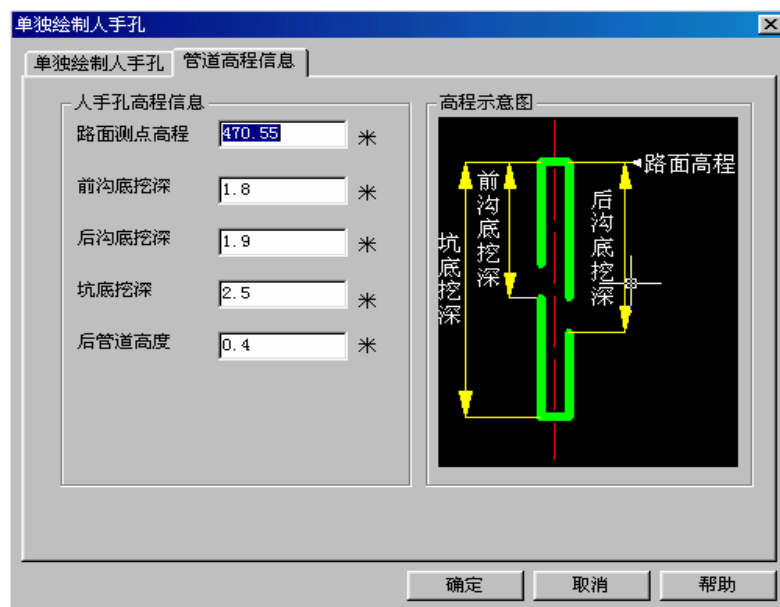 单独绘制人手孔
单独绘制人手孔 管道高程信息
人手孔高程信息
路面测点高程 470.55 米
前沟底挖深 1.8 米
后沟底挖深 1.9 米
坑底挖深 2.5 米
后管道高度 0.4 米
高程示意图
路面高程
前沟底挖深
后沟底挖深
坑底挖深
确定 取消 帮助